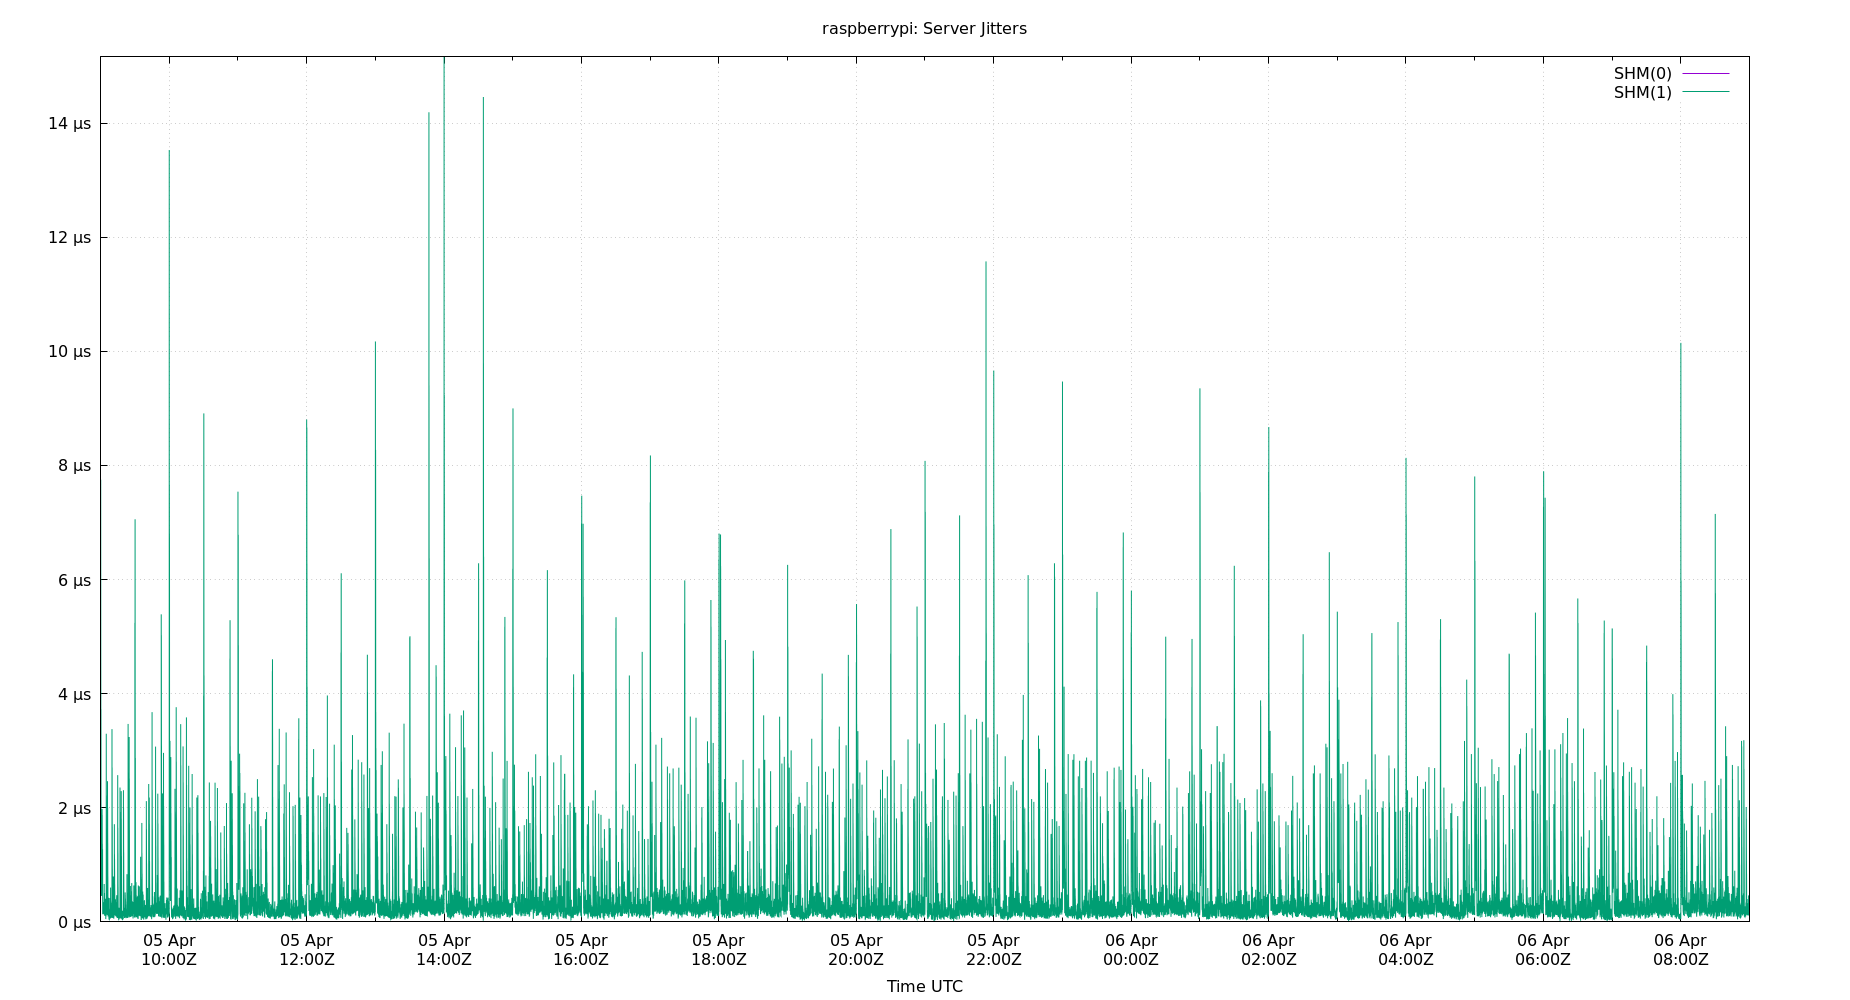 raspberrypi: Server Jitters
SHM(0)
SHM(1)
14 µs
12 µs
10 µs
8 µs
6 µs
4 µs
2 µs
0 µs
05 Apr 05 Apr 05 Apr 05 Apr 05 Apr 05 Apr 05 Apr 06 Apr 06 Apr 06 Apr 06 Apr 06 Apr
10:00Z 12:00Z 14:00Z 16:00Z 18:00Z 20:00Z 22:00Z 00:00Z 02:00Z 04:00Z 06:00Z 08:00Z
Time UTC